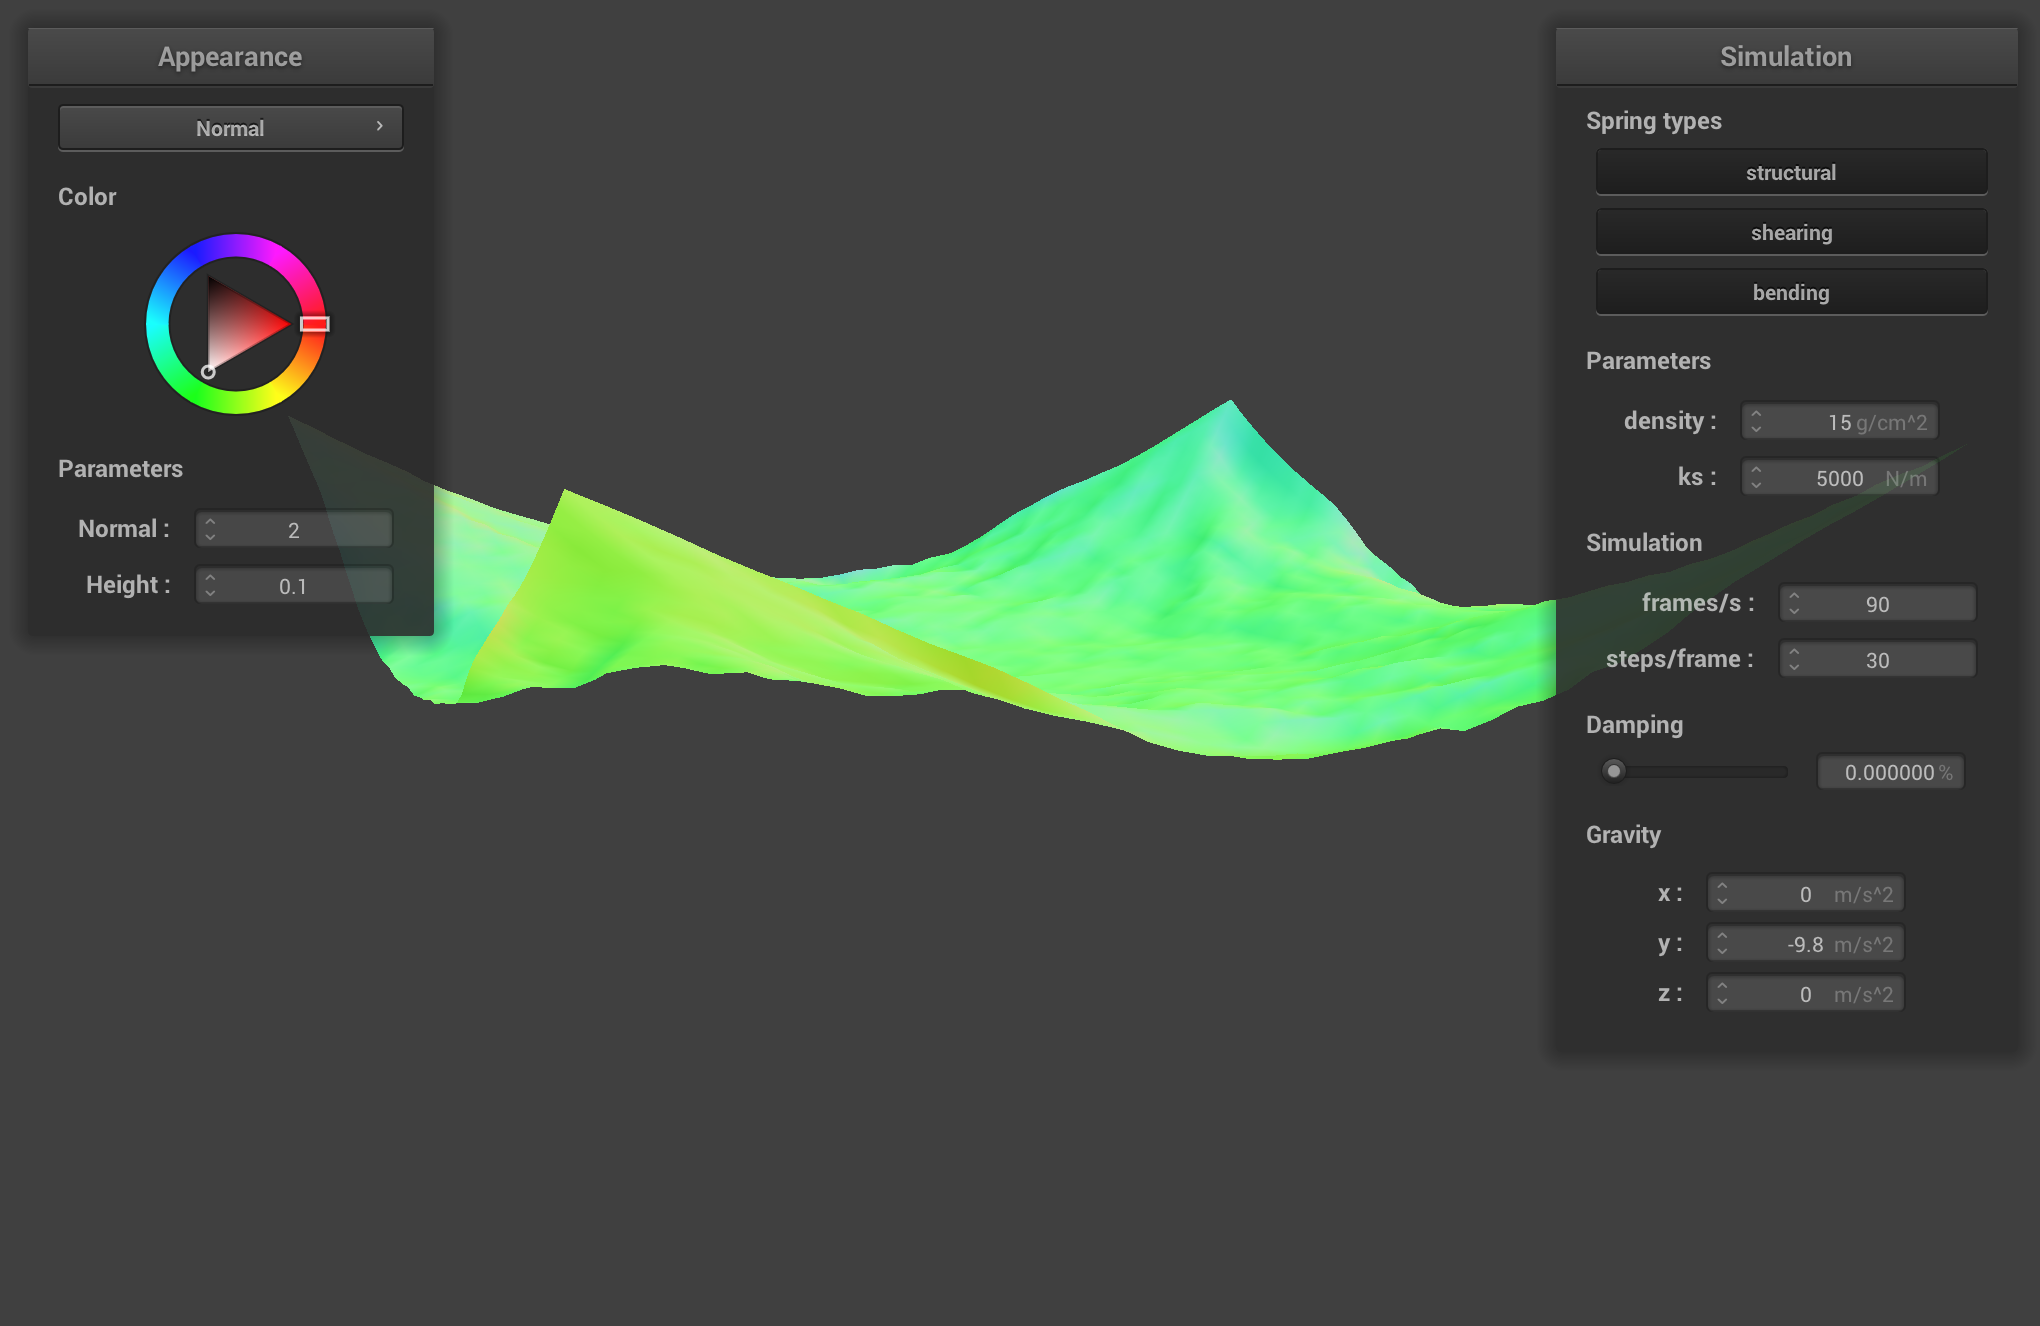 Appearance
Normal
Color
Parameters
Normal : 2
Height : 0.1
Simulation
Spring types
structural
shearing
bending
Parameters
density : 15 g/cm^2
ks : 5000 N/m
Simulation
frames/s : 90
steps/frame : 30
Damping
0.000000 %
Gravity
x : 0 m/s^2
y : -9.8 m/s^2
z : 0 m/s^2